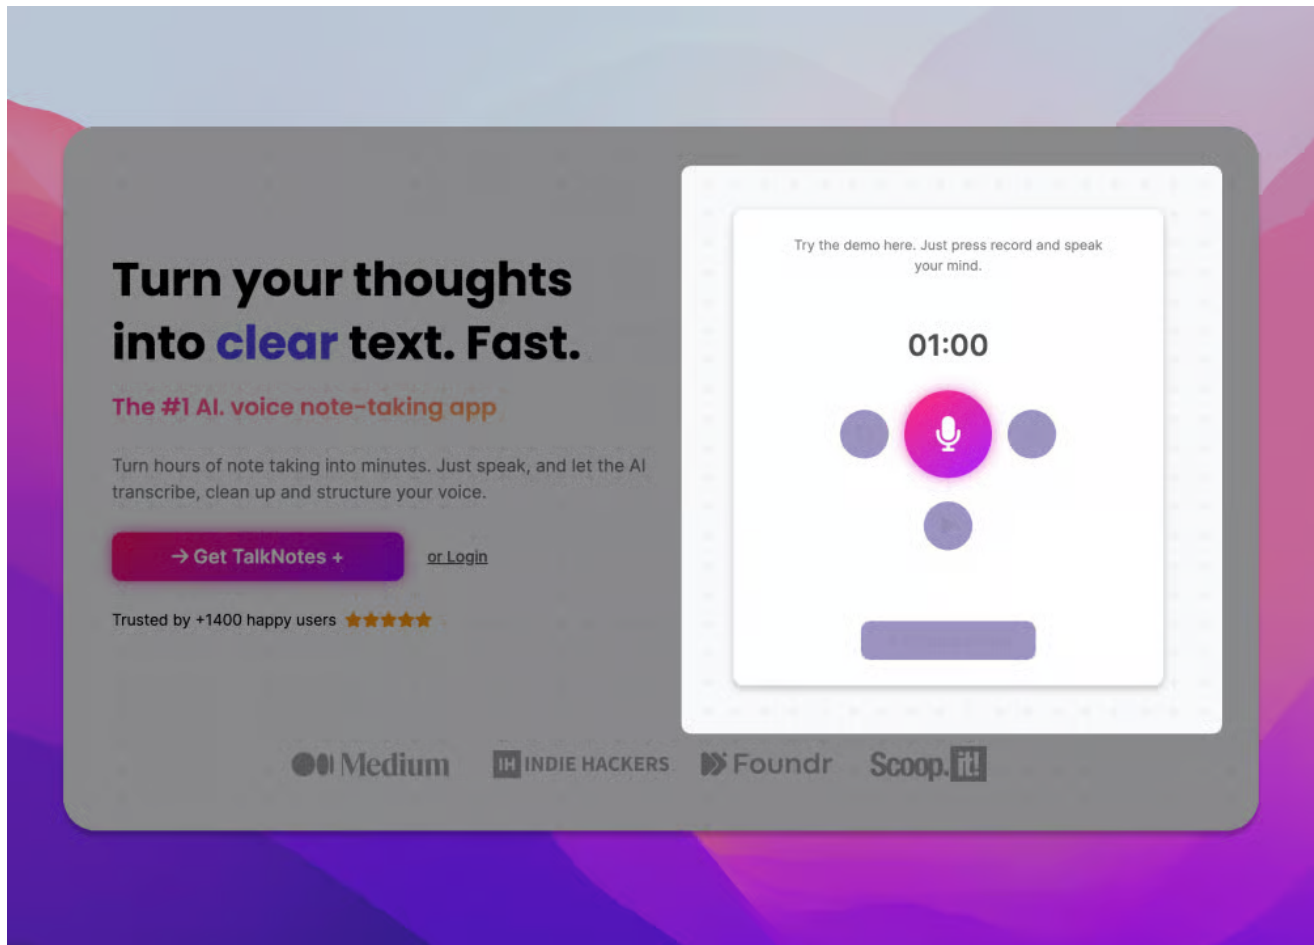 Turn your thoughts
into clear text. Fast.
The #1 AI. voice note-taking app
Turn hours of note taking into minutes. Just speak, and let the AI
transcribe, clean up and structure your voice.
→ Get TalkNotes +
or Login
Trusted by +1400 happy users
Try the demo here. Just press record and speak
your mind.
01:00
Medium
IH INDIE HACKERS
Foundr
Scoop.it!